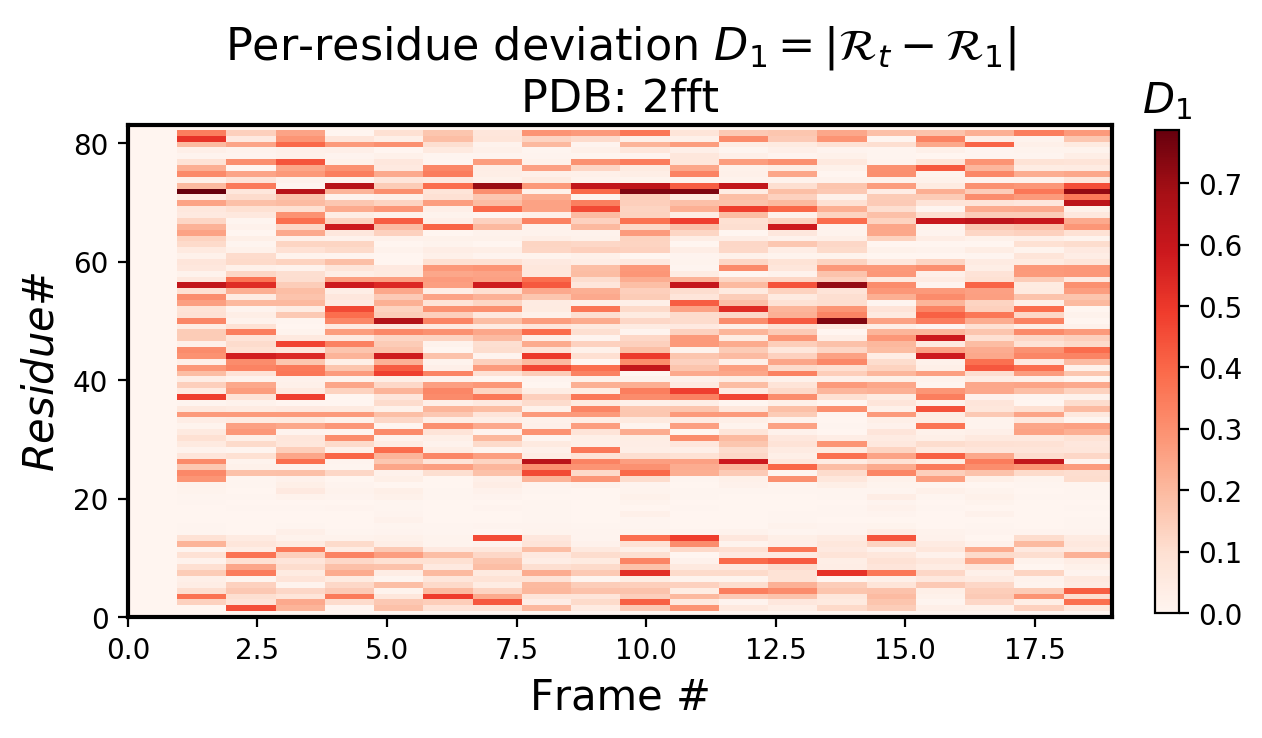 Per-residue deviation $D_1 = |\mathcal{R}_t - \mathcal{R}_1|$
PDB: 2fft
D₁
80
60
40
20
0
Residue#
0.0 2.5 5.0 7.5 10.0 12.5 15.0 17.5
Frame #
0.7
0.6
0.5
0.4
0.3
0.2
0.1
0.0